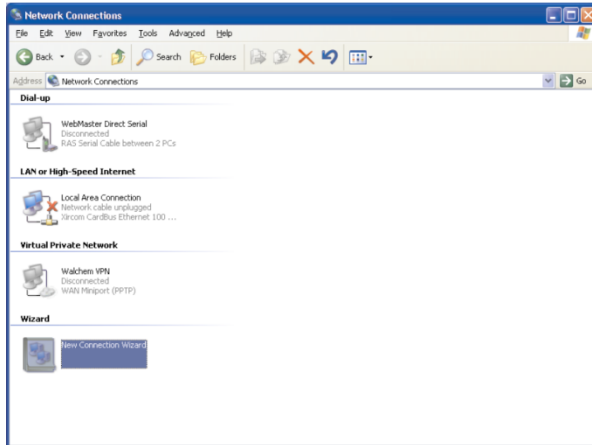 Network Connections
File Edit View Favorites Tools Advanced Help
Back Search Folders
Address Network Connections Go
Dial-up
WebMaster Direct Serial
Disconnected
RAS Serial Cable between 2 PCs
LAN or High-Speed Internet
Local Area Connection
Network cable unplugged
Xircom CardBus Ethernet 100 ...
Virtual Private Network
Walchem VPN
Disconnected
WAN Miniport (PPTP)
Wizard
New Connection Wizard